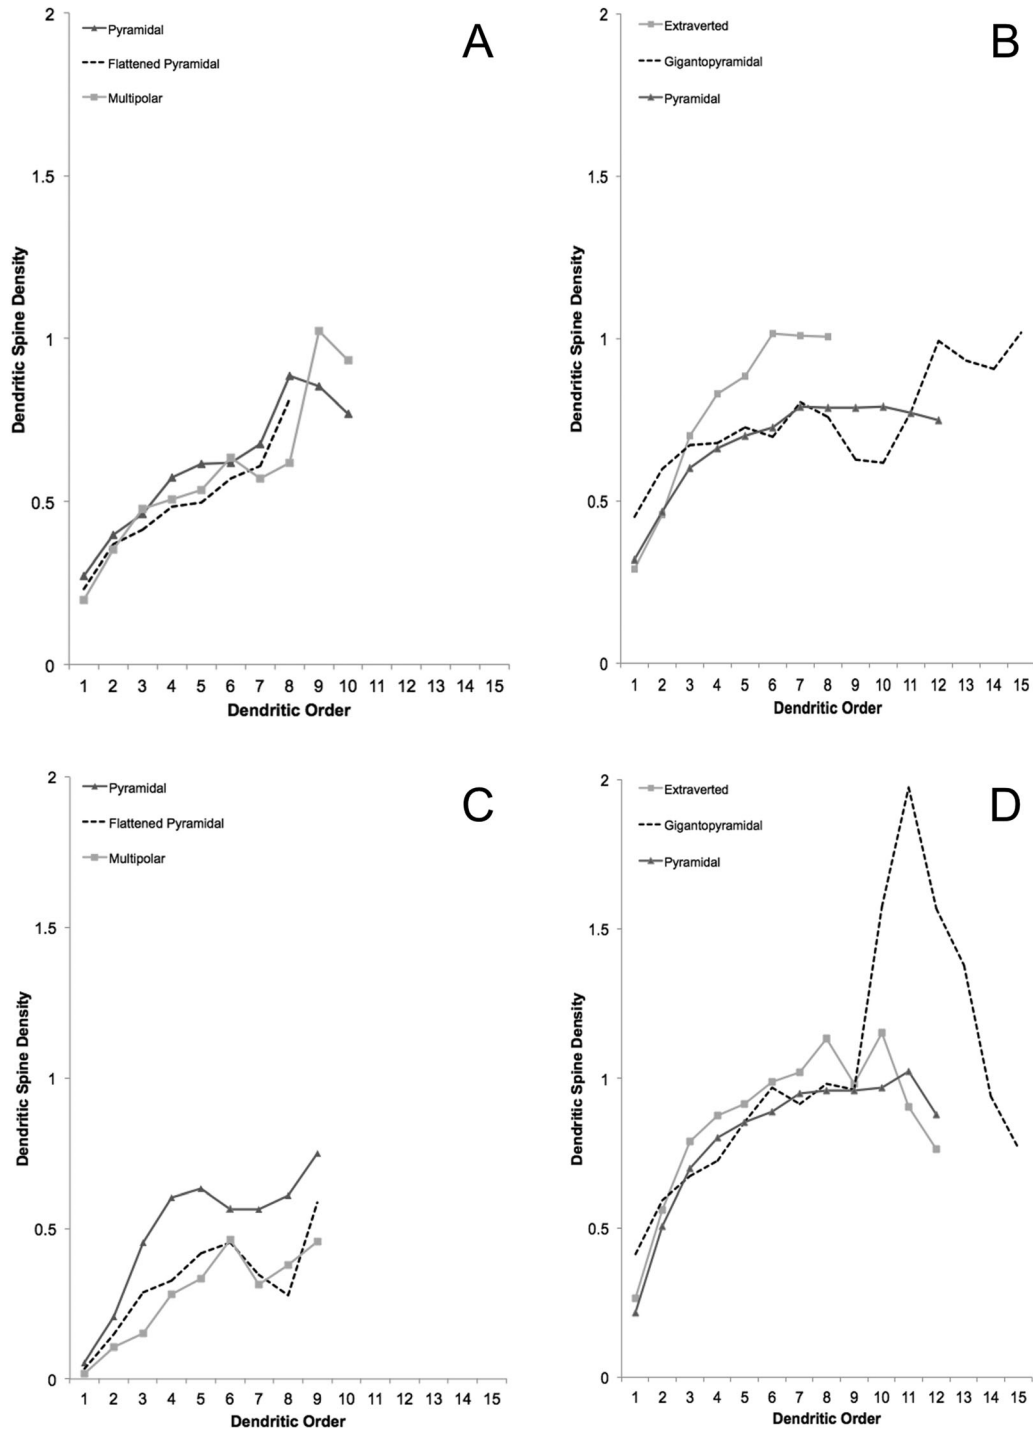 A
Pyramidal
Flattened Pyramidal
Multipolar
Dendritic Spine Density
2
1.5
1
0.5
0
1 2 3 4 5 6 7 8 9 10 11 12 13 14 15
Dendritic Order
B
Extraverted
Gigantopyramidal
Pyramidal
Dendritic Spine Density
2
1.5
1
0.5
0
1 2 3 4 5 6 7 8 9 10 11 12 13 14 15
Dendritic Order
C
Pyramidal
Flattened Pyramidal
Multipolar
Dendritic Spine Density
2
1.5
1
0.5
0
1 2 3 4 5 6 7 8 9 10 11 12 13 14 15
Dendritic Order
D
Extraverted
Gigantopyramidal
Pyramidal
Dendritic Spine Density
2
1.5
1
0.5
0
1 2 3 4 5 6 7 8 9 10 11 12 13 14 15
Dendritic Order